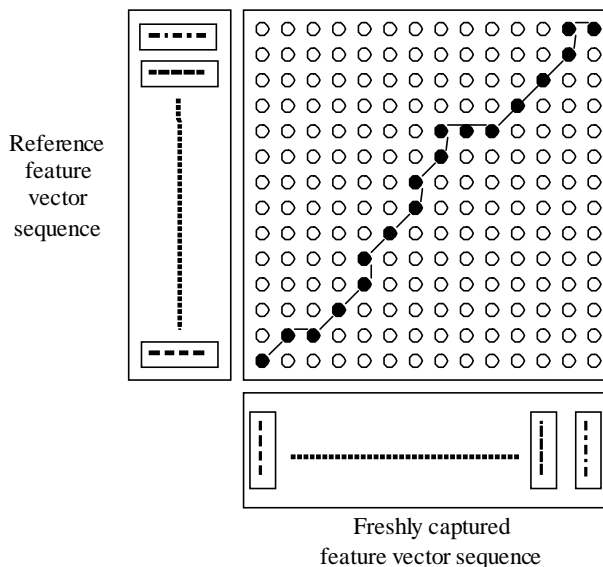 Reference
feature
vector
sequence
Freshly captured
feature vector sequence